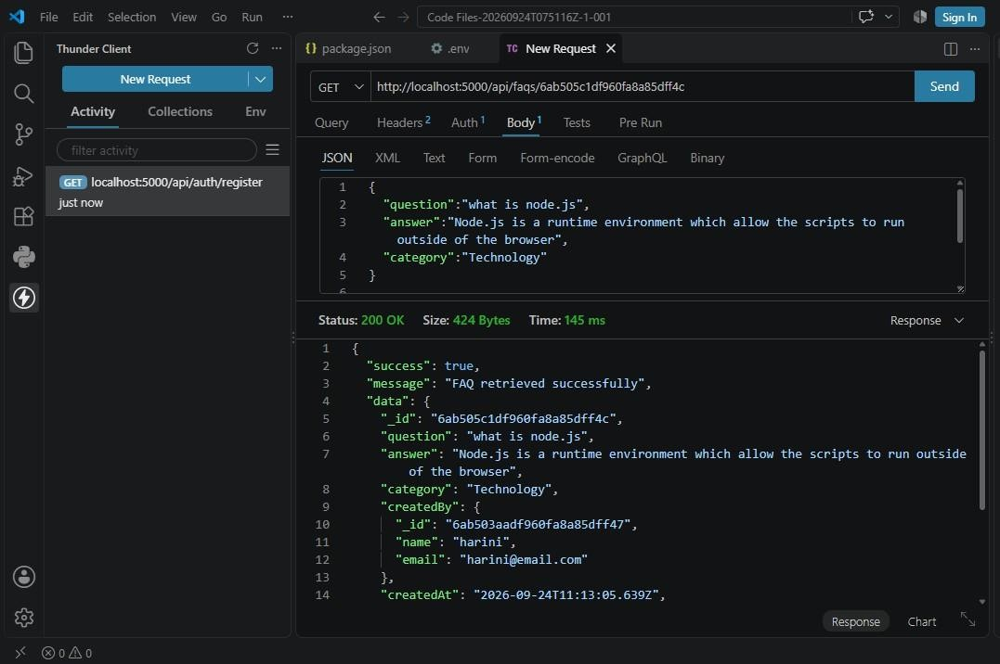 File Edit Selection View Go Run ···
Code Files-20260924T075116Z-1-001
Sign In
Thunder Client
{} package.json
.env
TC New Request
New Request
GET
http://localhost:5000/api/faqs/6ab505c1df960fa8a85dff4c
Send
Activity Collections Env
Query Headers 2 Auth 1 Body 1 Tests Pre Run
filter activity
JSON XML Text Form Form-encode GraphQL Binary
GET localhost:5000/api/auth/register
just now
1 {
2 "question":"what is node.js",
3 "answer":"Node.js is a runtime environment which allow the scripts to run
outside of the browser",
4 "category":"Technology"
5 }
6
Status: 200 OK Size: 424 Bytes Time: 145 ms
Response
1 {
2 "success": true,
3 "message": "FAQ retrieved successfully",
4 "data": {
5 "_id": "6ab505c1df960fa8a85dff4c",
6 "question": "what is node.js",
7 "answer": "Node.js is a runtime environment which allow the scripts to run outside
of the browser",
8 "category": "Technology",
9 "createdBy": {
10 "_id": "6ab503aadf960fa8a85dff47",
11 "name": "harini",
12 "email": "harini@email.com"
13 },
14 "createdAt": "2026-09-24T11:13:05.639Z",
Response Chart
0 0